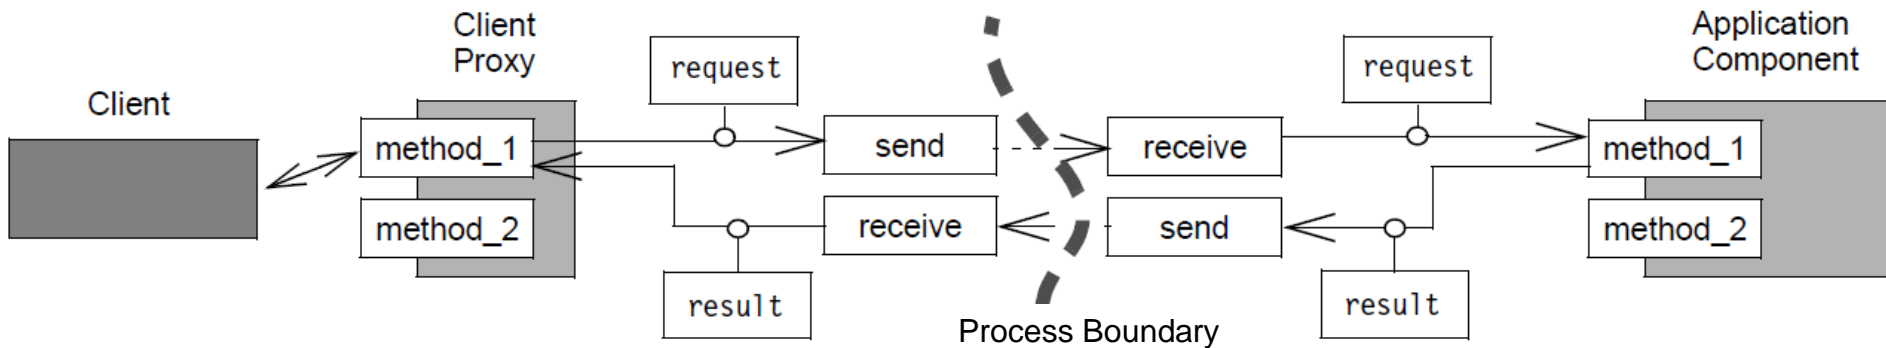 Client
Proxy
Application
Component
request
request
Client
method_1
send
receive
method_1
method_2
receive
send
method_2
result
result
Process Boundary